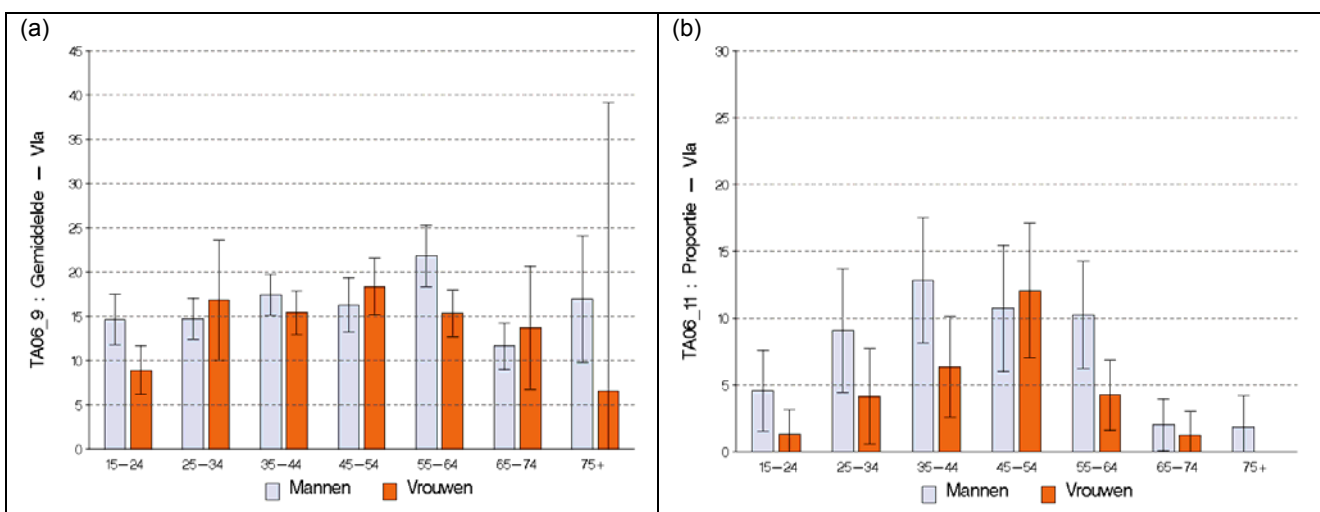 (a)
TA06_9 : Gemiddelde – Vla
45
40
35
30
25
20
15
10
5
0
15–24 25–34 35–44 45–54 55–64 65–74 75+
Mannen Vrouwen
(b)
TA06_11 : Proportie – Vla
30
25
20
15
10
5
0
15–24 25–34 35–44 45–54 55–64 65–74 75+
Mannen Vrouwen